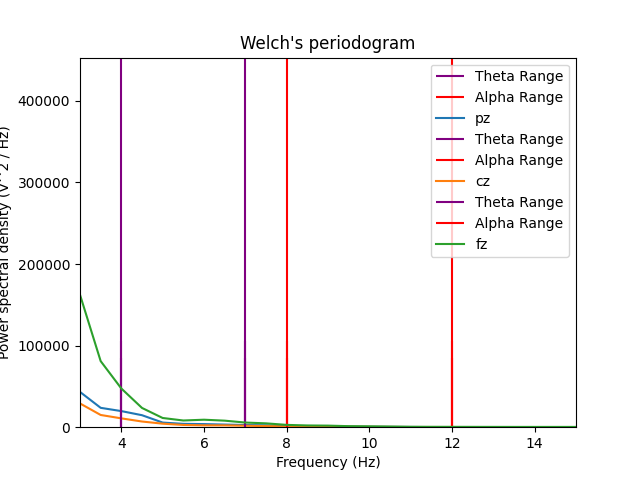 Welch's periodogram
Power spectral density (V**2 / Hz)
400000
300000
200000
100000
0
4
6
8
10
12
14
Frequency (Hz)
Theta Range
Alpha Range
pz
Theta Range
Alpha Range
cz
Theta Range
Alpha Range
fz